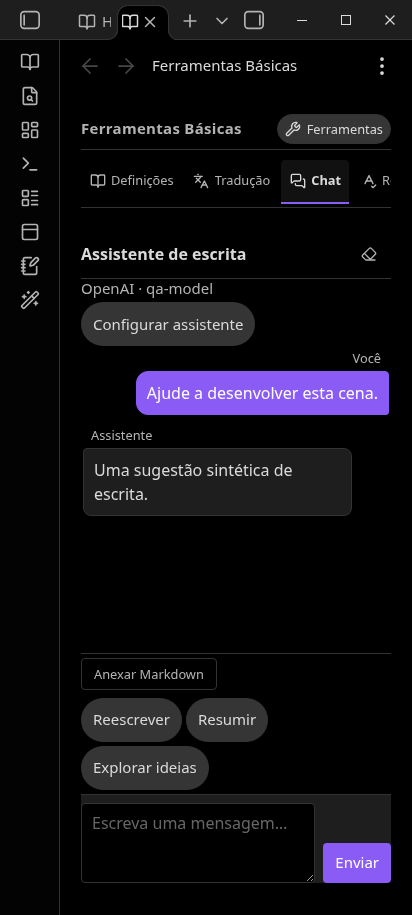 Ferramentas Básicas
Ferramentas Básicas
Ferramentas
Definições
Tradução
Chat
Assistente de escrita
OpenAI · qa-model
Configurar assistente
Você
Ajude a desenvolver esta cena.
Assistente
Uma sugestão sintética de
escrita.
Anexar Markdown
Reescrever
Resumir
Explorar ideias
Escreva uma mensagem...
Enviar